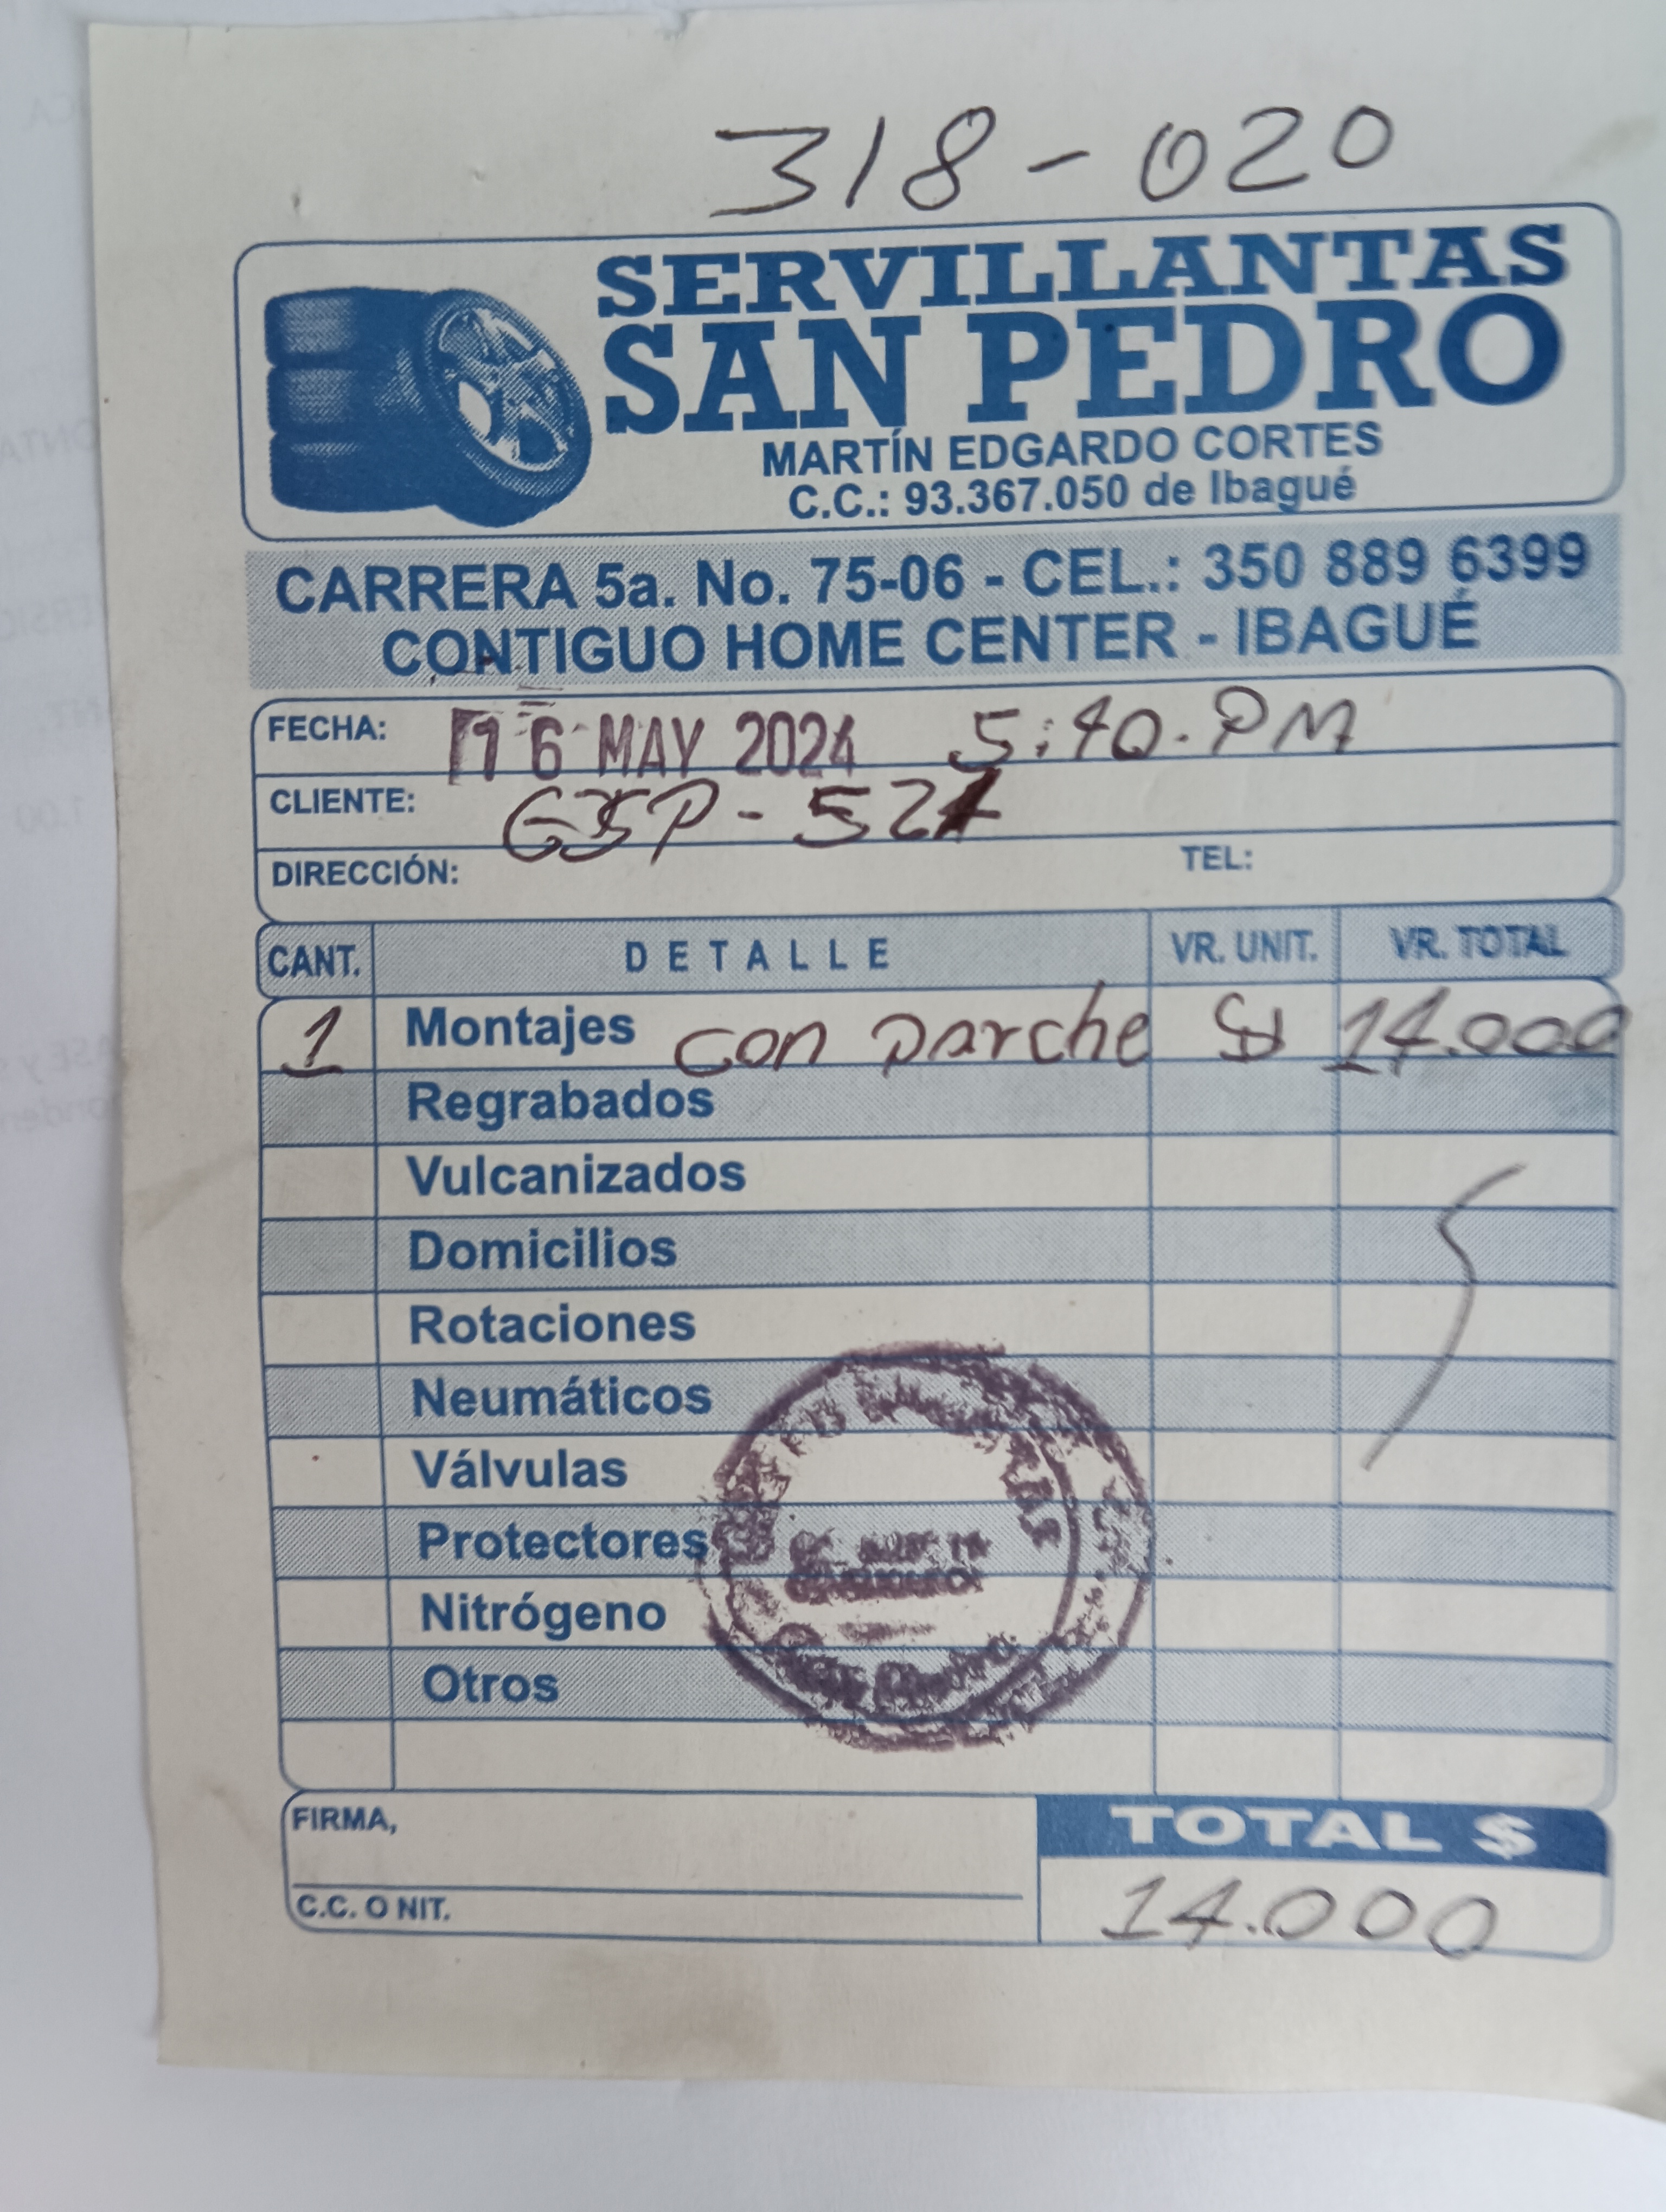 318-020
SERVILLANTAS
SAN PEDRO
MARTÍN EDGARDO CORTES
C.C.: 93.367.050 de Ibagué
CARRERA 5a. No. 75-06 - CEL.: 350 889 6399
CONTIGUO HOME CENTER - IBAGUÉ
FECHA: 16 MAY 2024 5:40.PM
CLIENTE:
DIRECCIÓN: TEL:
CANT. DETALLE VR. UNIT. VR. TOTAL
1 Montajes con parche $ 14.000
Regrabados
Vulcanizados
Domicilios
Rotaciones
Neumáticos
Válvulas
Protectores
Nitrógeno
Otros
FIRMA,
TOTAL $
C.C. O NIT.
14.000